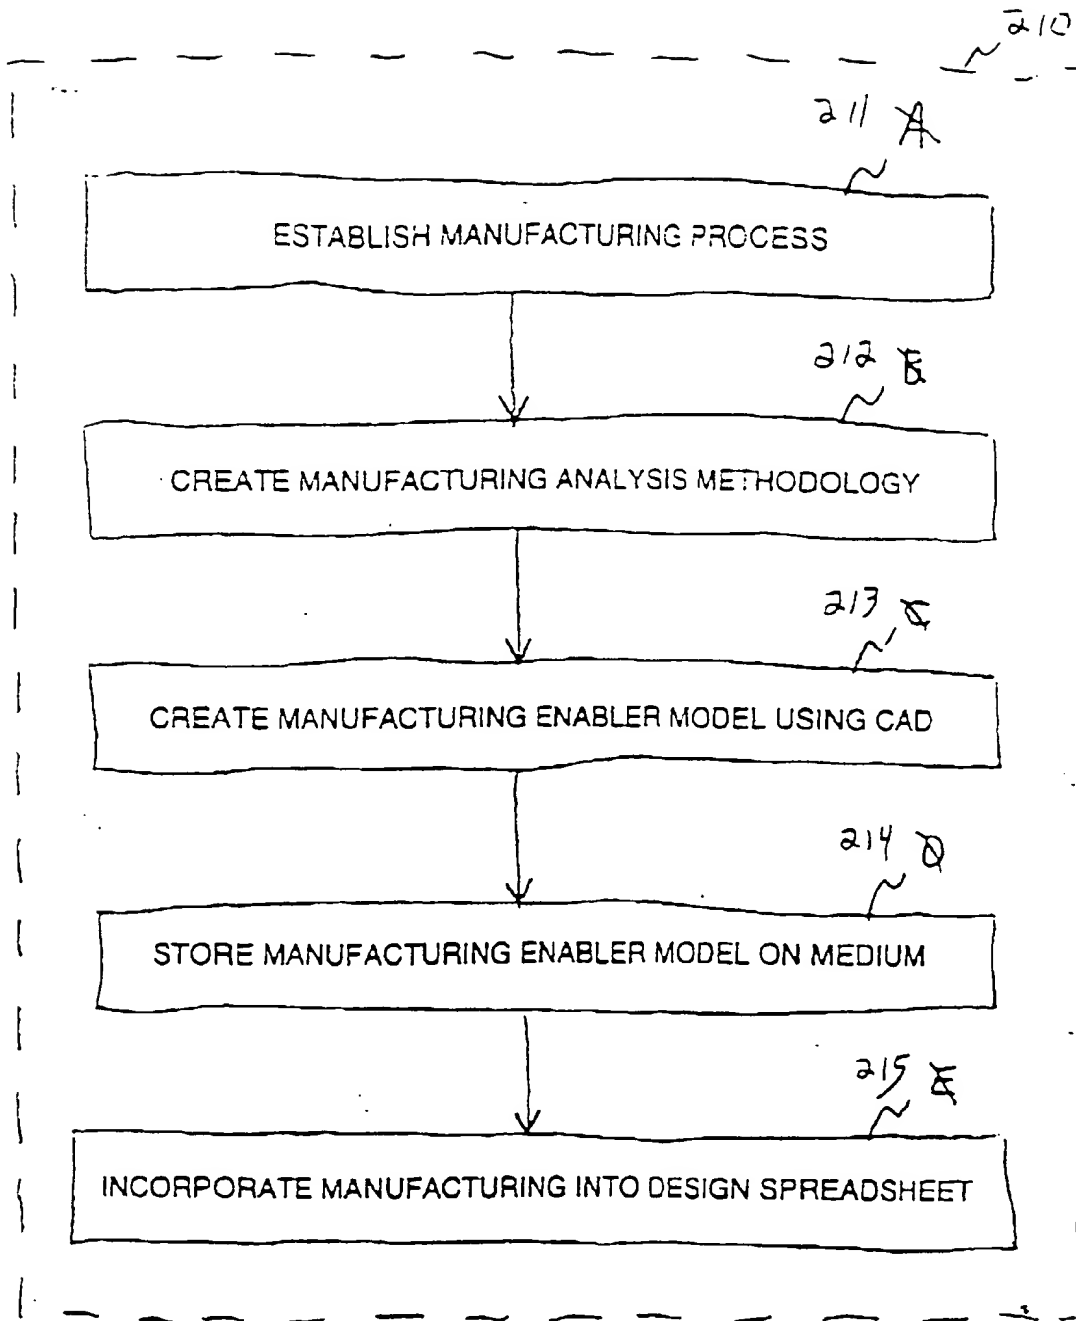 210
211 A
ESTABLISH MANUFACTURING PROCESS
212 B
CREATE MANUFACTURING ANALYSIS METHODOLOGY
213 C
CREATE MANUFACTURING ENABLER MODEL USING CAD
214 D
STORE MANUFACTURING ENABLER MODEL ON MEDIUM
215 E
INCORPORATE MANUFACTURING INTO DESIGN SPREADSHEET